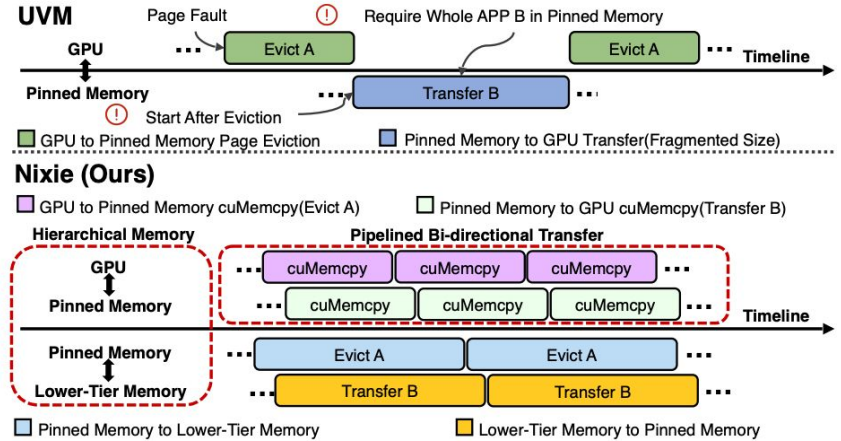 UVM
Page Fault
! Require Whole APP B in Pinned Memory
GPU
... Evict A
Evict A ...
Timeline
Pinned Memory
... Transfer B ...
! Start After Eviction
GPU to Pinned Memory Page Eviction
Pinned Memory to GPU Transfer(Fragmented Size)
Nixie (Ours)
GPU to Pinned Memory cuMemcpy(Evict A)
Pinned Memory to GPU cuMemcpy(Transfer B)
Hierarchical Memory
Pipelined Bi-directional Transfer
GPU
... cuMemcpy cuMemcpy cuMemcpy ...
Pinned Memory
... cuMemcpy cuMemcpy cuMemcpy ...
Timeline
Pinned Memory
... Evict A Evict A ...
Lower-Tier Memory
... Transfer B Transfer B ...
Pinned Memory to Lower-Tier Memory
Lower-Tier Memory to Pinned Memory